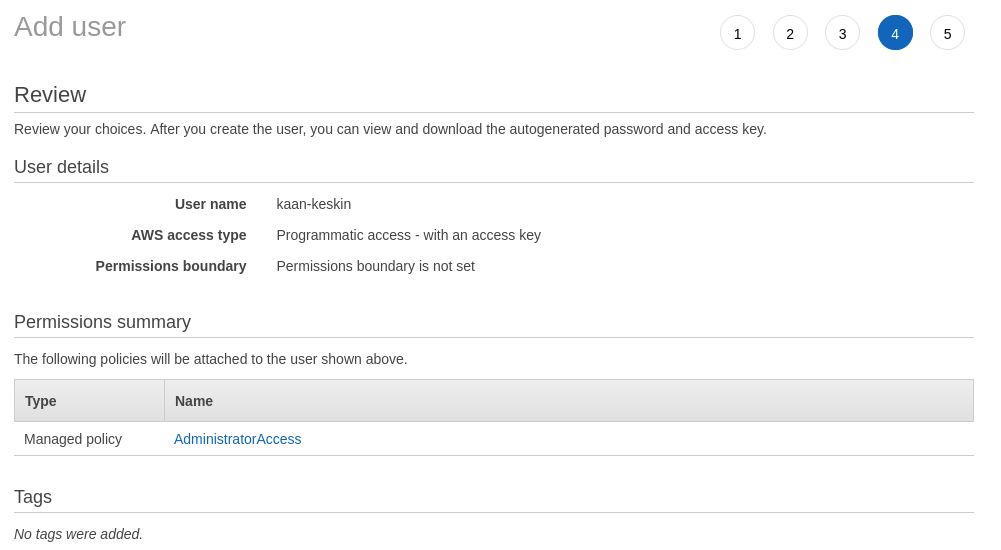 Add user
1 2 3 4 5
Review
Review your choices. After you create the user, you can view and download the autogenerated password and access key.
User details
User name kaan-keskin
AWS access type Programmatic access - with an access key
Permissions boundary Permissions boundary is not set
Permissions summary
The following policies will be attached to the user shown above.
Type Name
Managed policy AdministratorAccess
Tags
No tags were added.